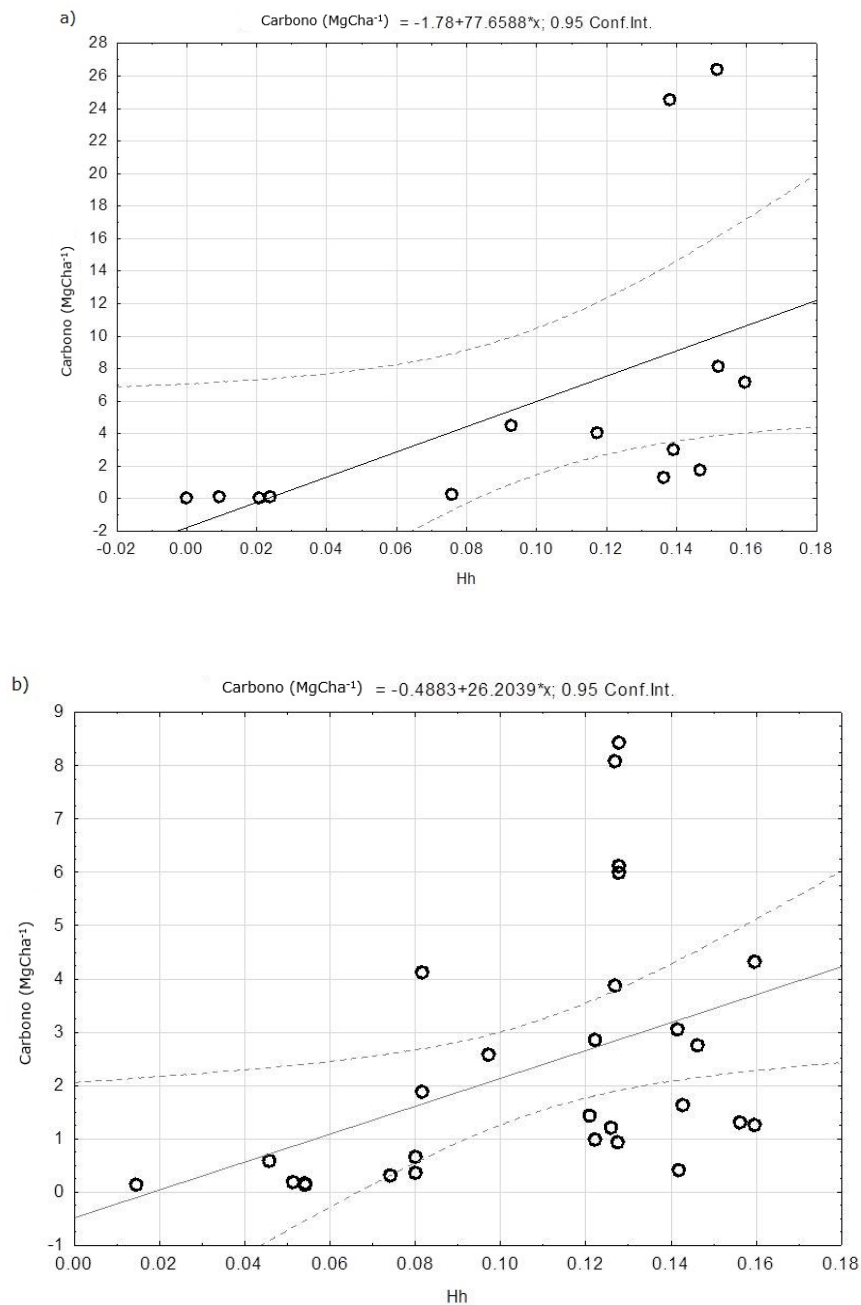 a)
Carbono (MgCha⁻¹) = -1.78+77.6588*x; 0.95 Conf.Int.
28
26
24
22
20
18
16
14
12
10
8
6
4
2
0
-2
Carbono (MgCha⁻¹)
-0.02 0.00 0.02 0.04 0.06 0.08 0.10 0.12 0.14 0.16 0.18
Hh
b)
Carbono (MgCha⁻¹) = -0.4883+26.2039*x; 0.95 Conf.Int.
9
8
7
6
5
4
3
2
1
0
-1
Carbono (MgCha⁻¹)
0.00 0.02 0.04 0.06 0.08 0.10 0.12 0.14 0.16 0.18
Hh